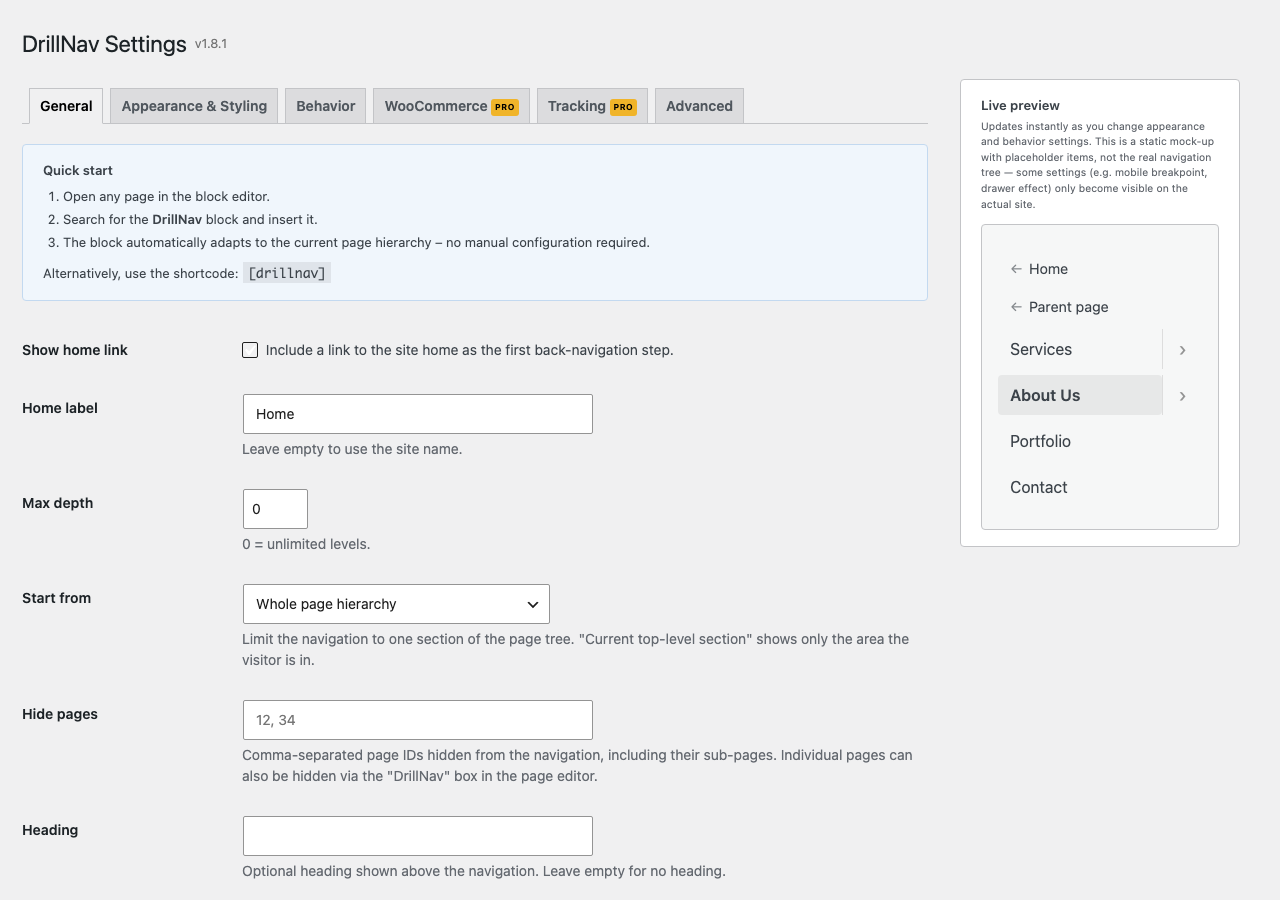 DrillNav Settings v1.8.1
General
Appearance & Styling
Behavior
WooCommerce PRO
Tracking PRO
Advanced
Quick start
1. Open any page in the block editor.
2. Search for the DrillNav block and insert it.
3. The block automatically adapts to the current page hierarchy – no manual configuration required.
Alternatively, use the shortcode: [drillnav]
Show home link
Include a link to the site home as the first back-navigation step.
Home label
Home
Leave empty to use the site name.
Max depth
0
0 = unlimited levels.
Start from
Whole page hierarchy
Limit the navigation to one section of the page tree. "Current top-level section" shows only the area the
visitor is in.
Hide pages
12, 34
Comma-separated page IDs hidden from the navigation, including their sub-pages. Individual pages can
also be hidden via the "DrillNav" box in the page editor.
Heading
Optional heading shown above the navigation. Leave empty for no heading.
Live preview
Updates instantly as you change appearance
and behavior settings. This is a static mock-up
with placeholder items, not the real navigation
tree — some settings (e.g. mobile breakpoint,
drawer effect) only become visible on the
actual site.
← Home
← Parent page
Services ›
About Us ›
Portfolio
Contact